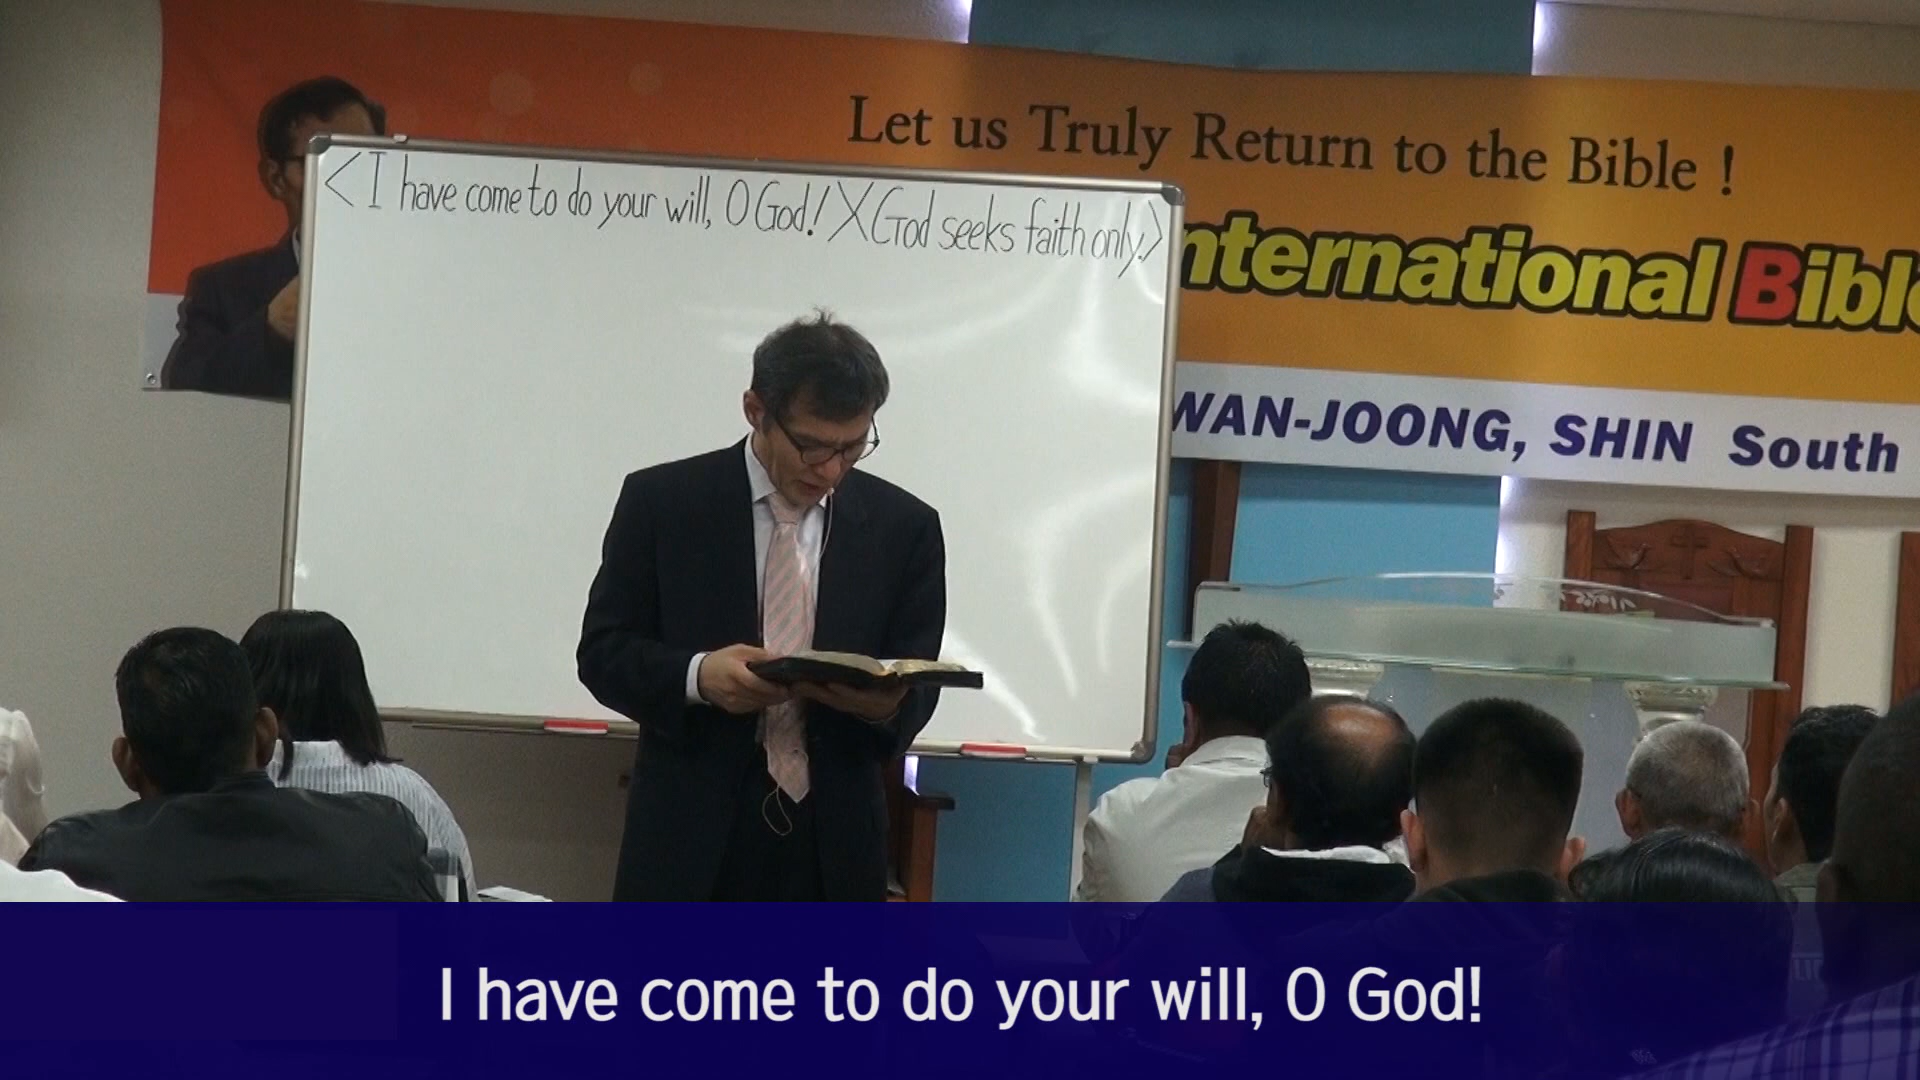 Let us Truly Return to the Bible !
<I have come to do your will, O God! X God seeks faith only.>
nternational Bibl
WAN-JOONG, SHIN South
I have come to do your will, O God!